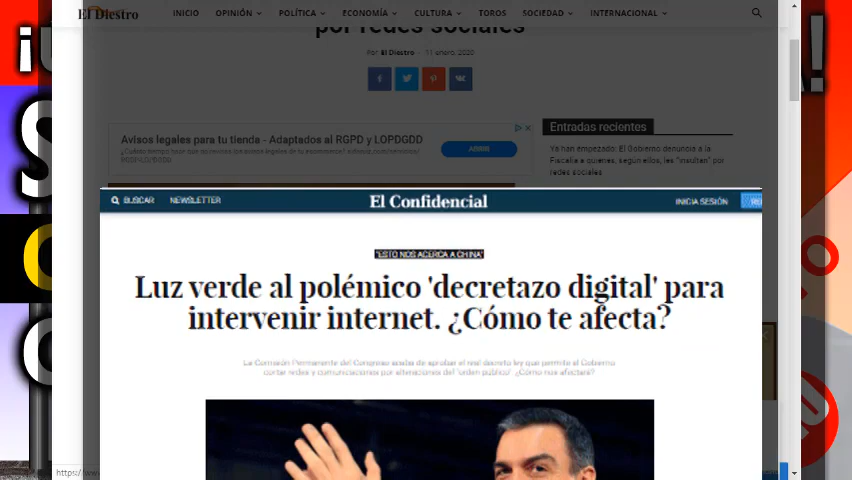 El Diestro
INICIO OPINIÓN POLÍTICA ECONOMÍA CULTURA TOROS SOCIEDAD INTERNACIONAL
por redes sociales
Por El Diestro - 11 enero, 2020
Avisos legales para tu tienda - Adaptados al RGPD y LOPDGDD
ABRIR
Entradas recientes
Ya han empezado: El Gobierno denuncia a la
Fiscalía a quienes, según ellos, les "insultan" por
redes sociales
BUSCAR NEWSLETTER El Confidencial INICIA SESIÓN
"ESTO NOS ACERCA A CHINA"
Luz verde al polémico 'decretazo digital' para
intervenir internet. ¿Cómo te afecta?
La Comisión Permanente del Congreso acaba de aprobar el real decreto ley que permite al Gobierno
cortar redes y comunicaciones por alteraciones del 'orden público'. ¿Cómo nos afectará?
https://ww